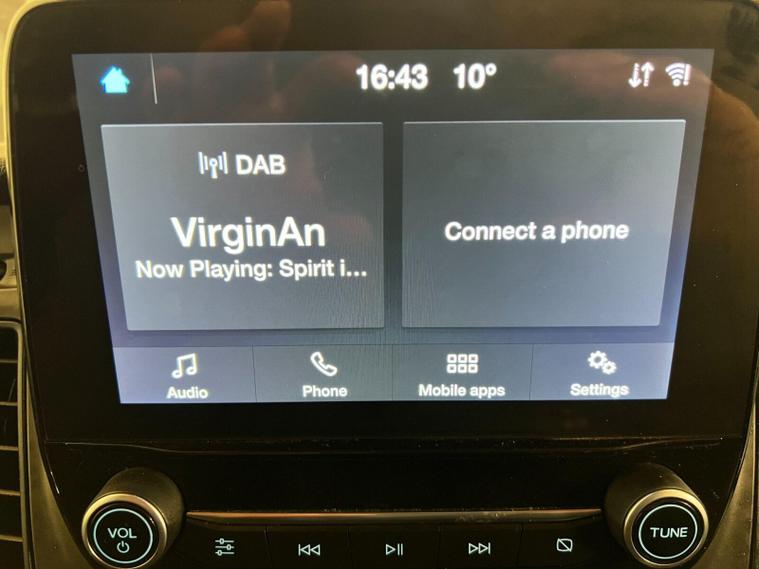 16:43 10°
DAB
VirginAn
Now Playing: Spirit i...
Connect a phone
Audio
Phone
Mobile apps
Settings
VOL
TUNE